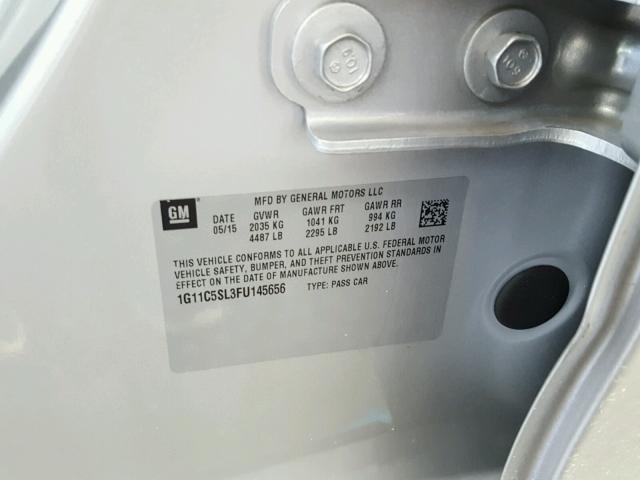 GM
MFD BY GENERAL MOTORS LLC
DATE GVWR GAWR FRT GAWR RR
05/15 2035 KG 1041 KG 994 KG
4487 LB 2295 LB 2192 LB
THIS VEHICLE CONFORMS TO ALL APPLICABLE U.S. FEDERAL MOTOR
VEHICLE SAFETY, BUMPER, AND THEFT PREVENTION STANDARDS IN
EFFECT ON THE DATE OF MANUFACTURE SHOWN ABOVE.
1G11C5SL3FU145656 TYPE: PASS CAR